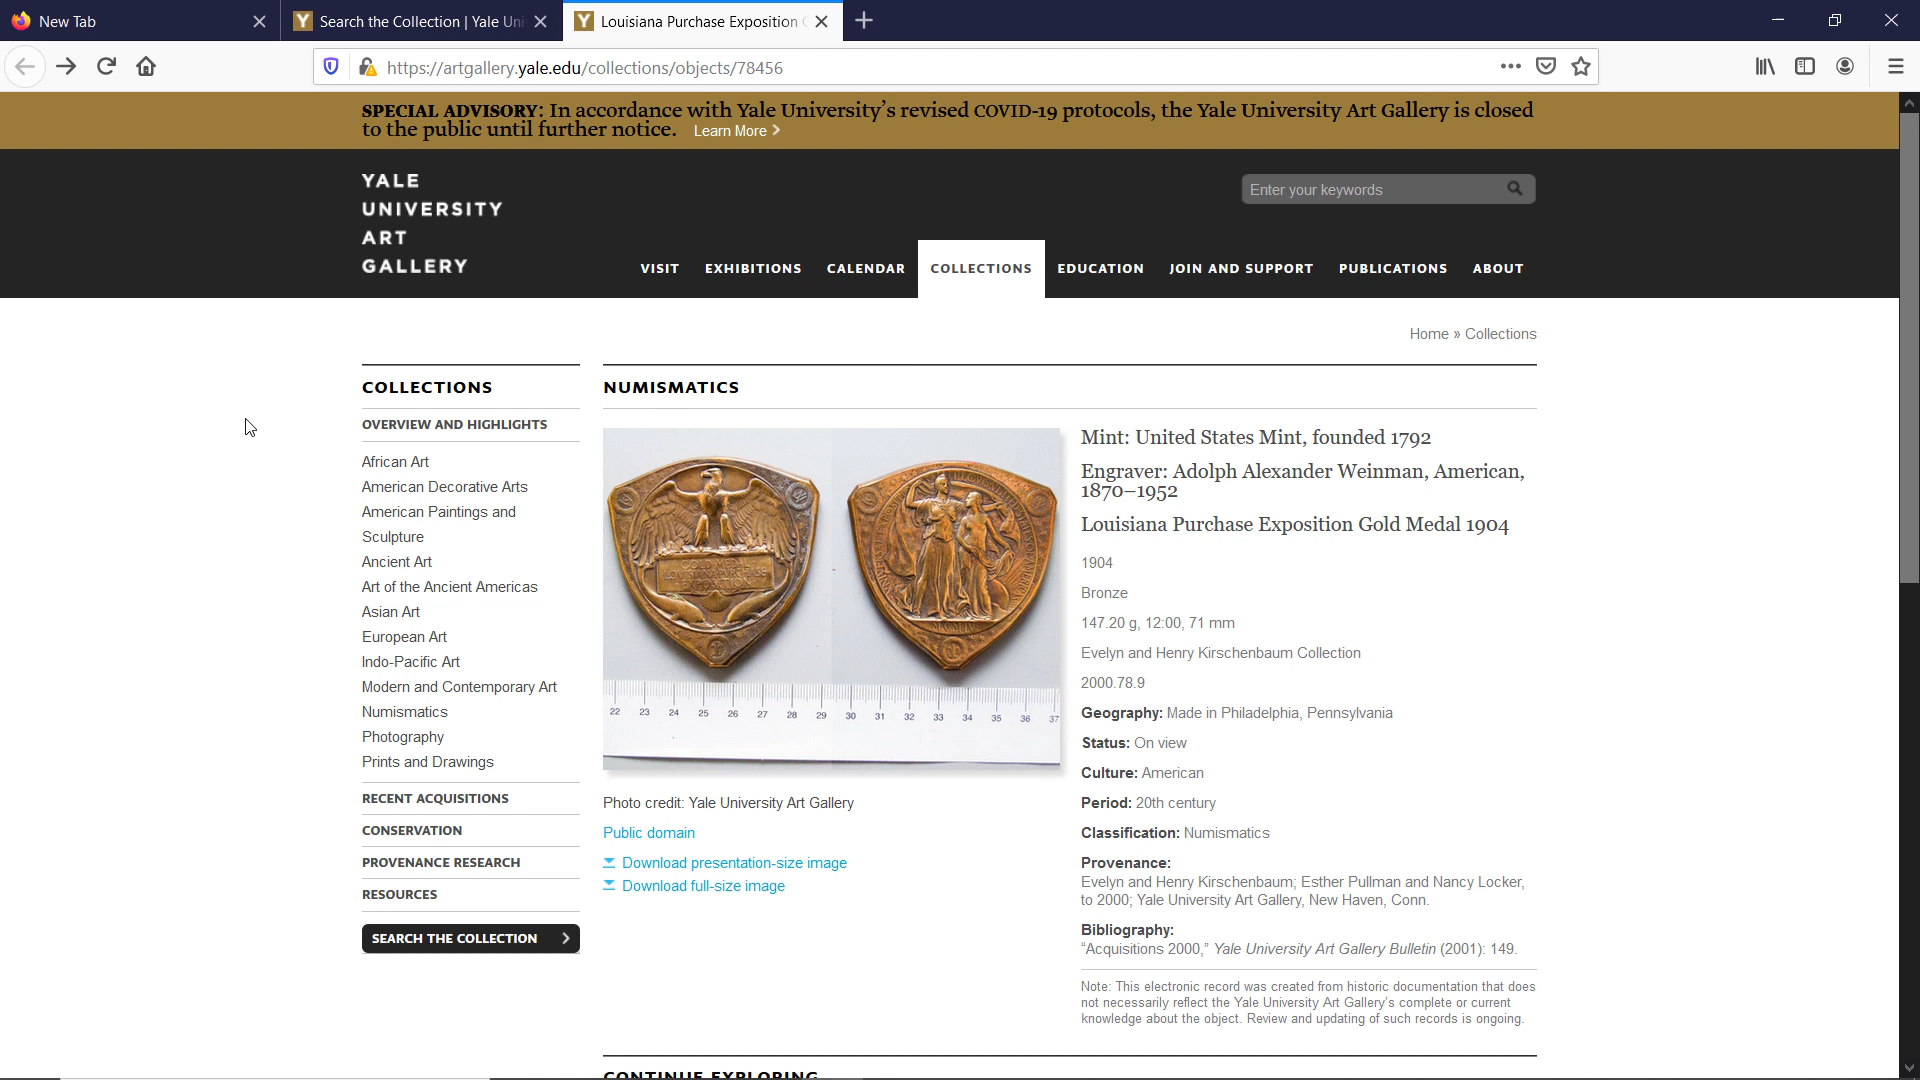 New Tab
Search the Collection | Yale Uni
Louisiana Purchase Exposition
https://artgallery.yale.edu/collections/objects/78456
SPECIAL ADVISORY: In accordance with Yale University's revised COVID-19 protocols, the Yale University Art Gallery is closed
to the public until further notice. Learn More >
YALE
UNIVERSITY
ART
GALLERY
Enter your keywords
VISIT EXHIBITIONS CALENDAR COLLECTIONS EDUCATION JOIN AND SUPPORT PUBLICATIONS ABOUT
Home » Collections
COLLECTIONS
OVERVIEW AND HIGHLIGHTS
African Art
American Decorative Arts
American Paintings and
Sculpture
Ancient Art
Art of the Ancient Americas
Asian Art
European Art
Indo-Pacific Art
Modern and Contemporary Art
Numismatics
Photography
Prints and Drawings
RECENT ACQUISITIONS
CONSERVATION
PROVENANCE RESEARCH
RESOURCES
SEARCH THE COLLECTION >
NUMISMATICS
GOLD MEDAL
LOUISIANA PURCHASE
EXPOSITION
MCMIV
22 23 24 25 26 27 28 29 30 31 32 33 34 35 36 37
Photo credit: Yale University Art Gallery
Public domain
Download presentation-size image
Download full-size image
Mint: United States Mint, founded 1792
Engraver: Adolph Alexander Weinman, American,
1870–1952
Louisiana Purchase Exposition Gold Medal 1904
1904
Bronze
147.20 g, 12:00, 71 mm
Evelyn and Henry Kirschenbaum Collection
2000.78.9
Geography: Made in Philadelphia, Pennsylvania
Status: On view
Culture: American
Period: 20th century
Classification: Numismatics
Provenance:
Evelyn and Henry Kirschenbaum; Esther Pullman and Nancy Locker,
to 2000; Yale University Art Gallery, New Haven, Conn.
Bibliography:
“Acquisitions 2000,” Yale University Art Gallery Bulletin (2001): 149.
Note: This electronic record was created from historic documentation that does
not necessarily reflect the Yale University Art Gallery's complete or current
knowledge about the object. Review and updating of such records is ongoing.
CONTINUE EXPLORING